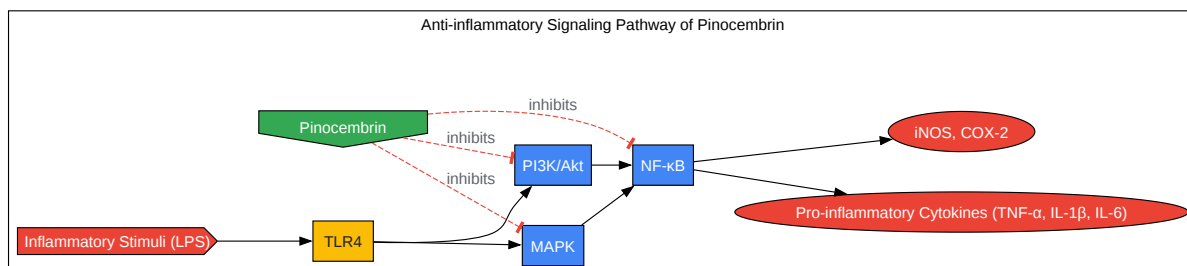 Anti-inflammatory Signaling Pathway of Pinocembrin
inhibits
Pinocembrin
inhibits
iNOS, COX-2
PI3K/Akt
NF-κB
inhibits
Pro-inflammatory Cytokines (TNF-α, IL-1β, IL-6)
Inflammatory Stimuli (LPS)
TLR4
MAPK